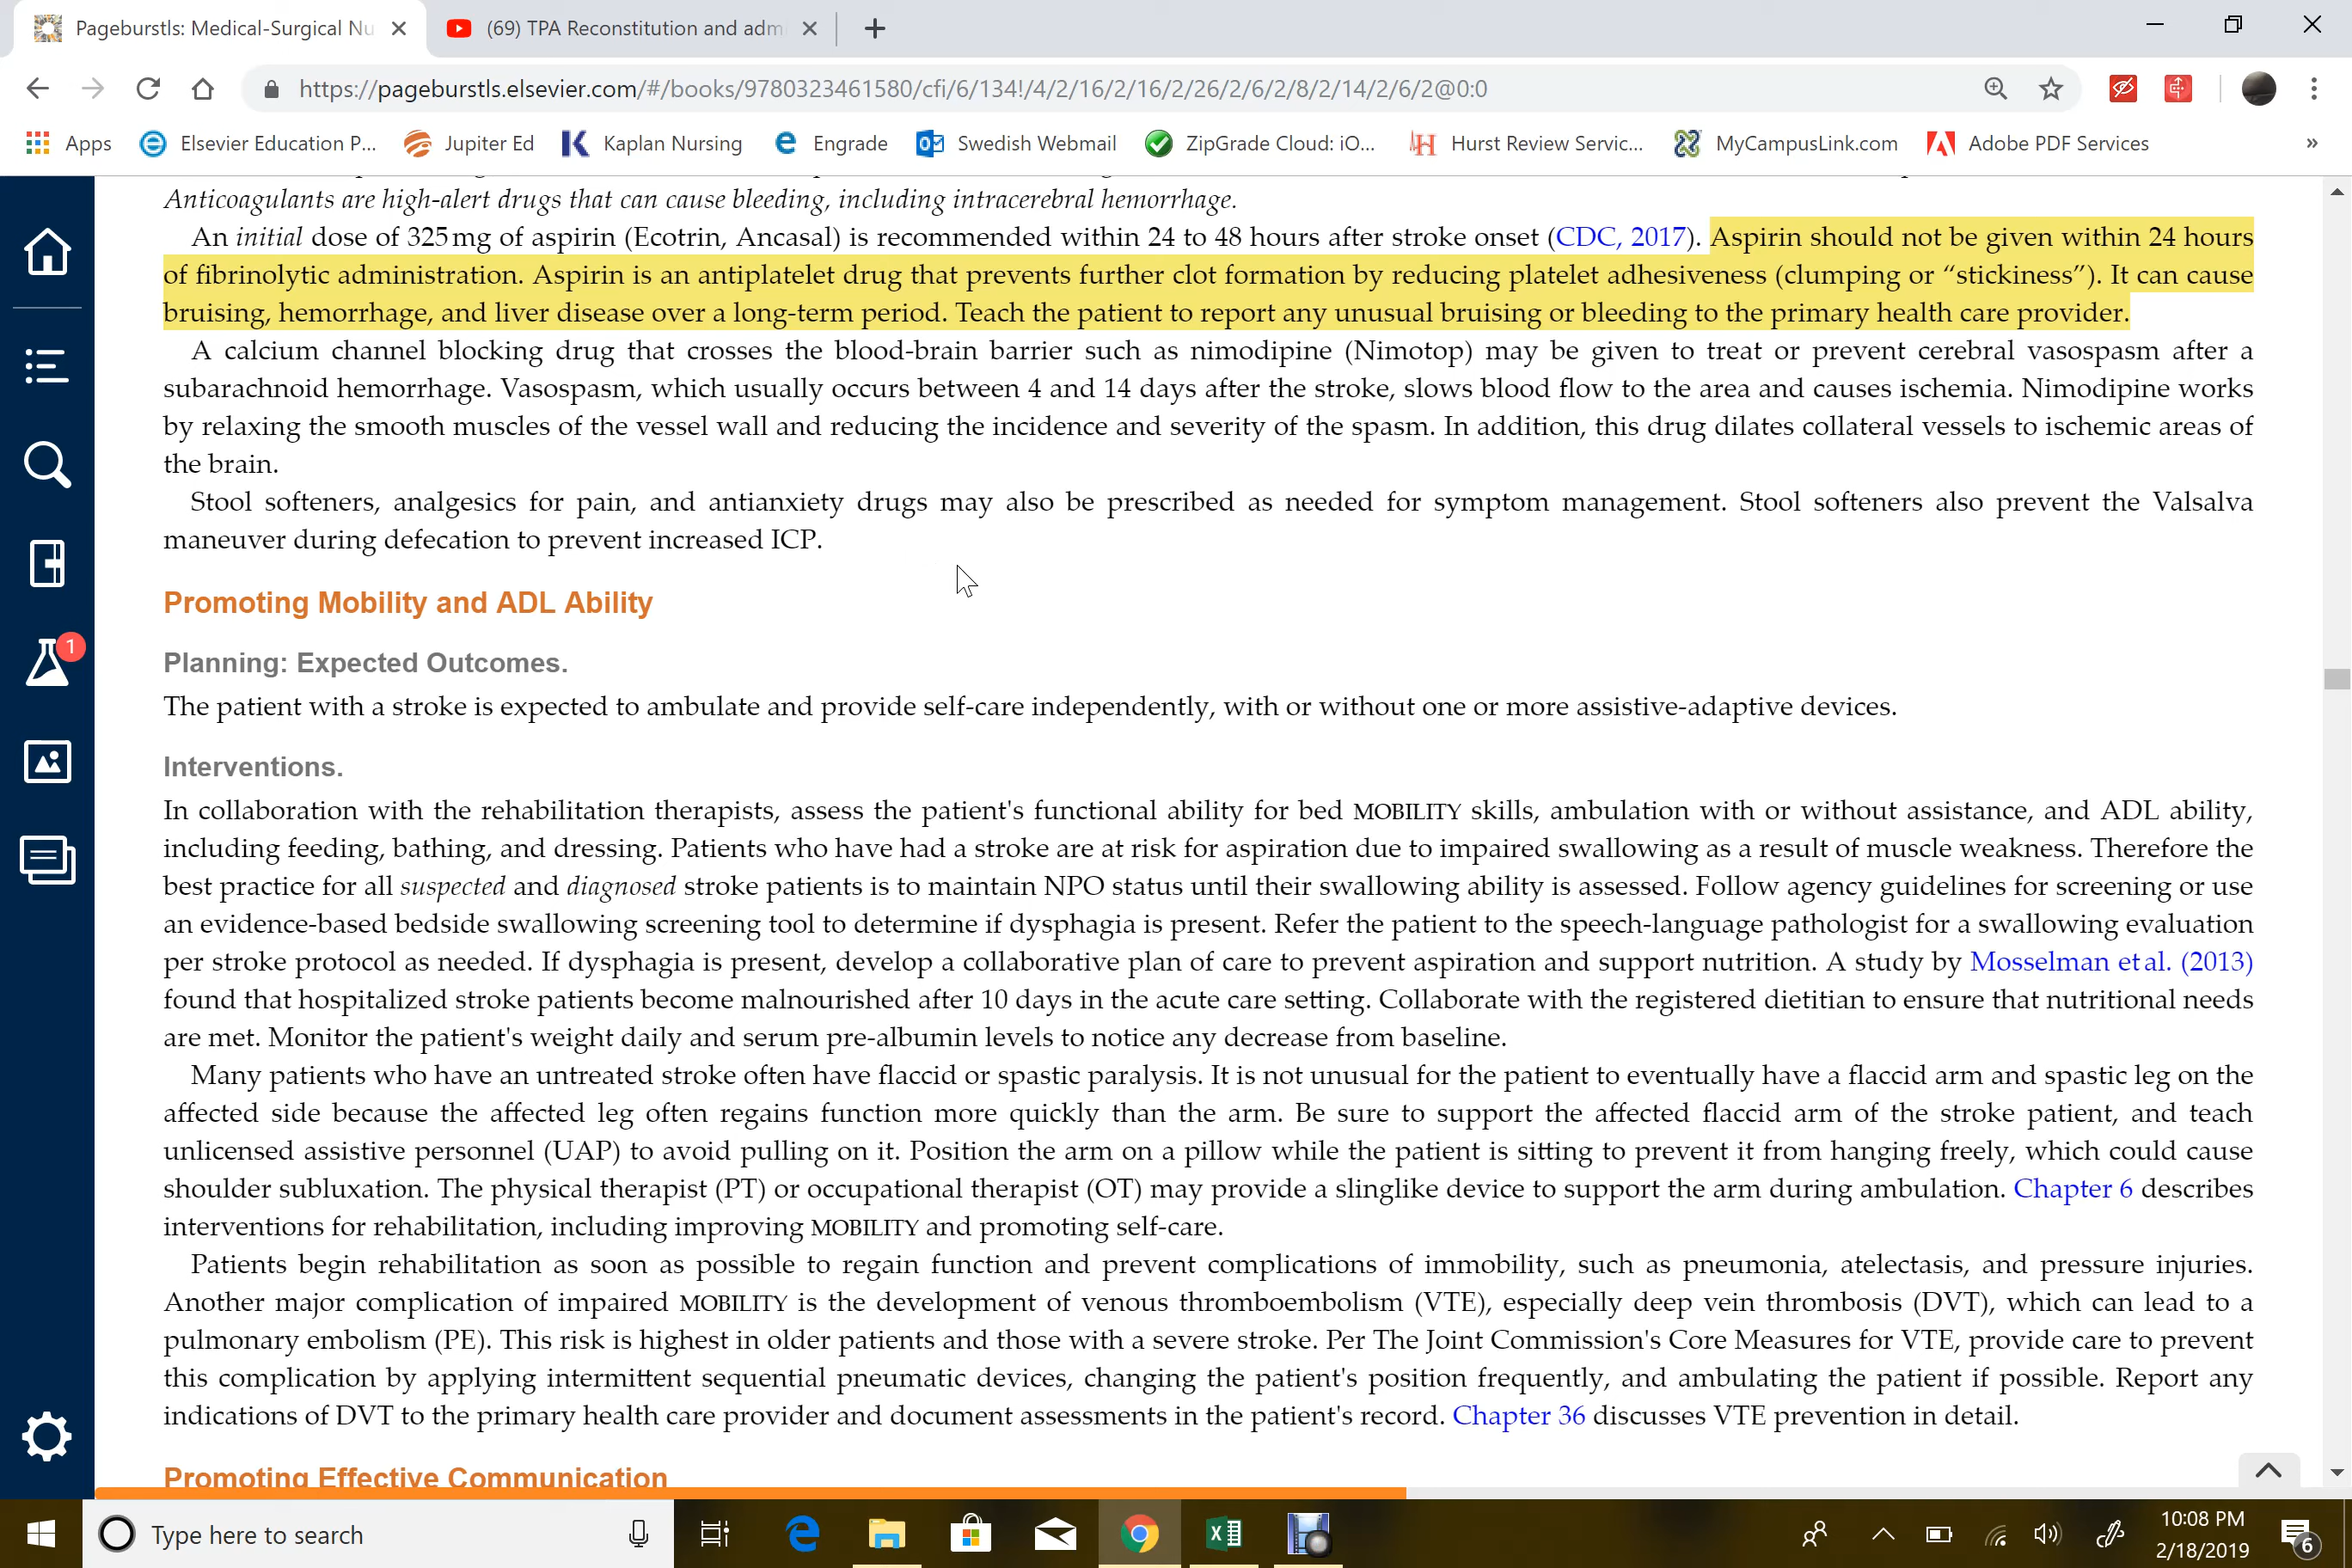 Pageburstls: Medical-Surgical Nu
(69) TPA Reconstitution and adm
https://pageburstls.elsevier.com/#/books/9780323461580/cfi/6/134!/4/2/16/2/16/2/26/2/6/2/8/2/14/2/6/2@0:0
Apps Elsevier Education P... Jupiter Ed Kaplan Nursing Engrade Swedish Webmail ZipGrade Cloud: iO... Hurst Review Servic... MyCampusLink.com Adobe PDF Services »
Anticoagulants are high-alert drugs that can cause bleeding, including intracerebral hemorrhage.
An initial dose of 325 mg of aspirin (Ecotrin, Ancasal) is recommended within 24 to 48 hours after stroke onset (CDC, 2017). Aspirin should not be given within 24 hours
of fibrinolytic administration. Aspirin is an antiplatelet drug that prevents further clot formation by reducing platelet adhesiveness (clumping or “stickiness”). It can cause
bruising, hemorrhage, and liver disease over a long-term period. Teach the patient to report any unusual bruising or bleeding to the primary health care provider.
A calcium channel blocking drug that crosses the blood-brain barrier such as nimodipine (Nimotop) may be given to treat or prevent cerebral vasospasm after a
subarachnoid hemorrhage. Vasospasm, which usually occurs between 4 and 14 days after the stroke, slows blood flow to the area and causes ischemia. Nimodipine works
by relaxing the smooth muscles of the vessel wall and reducing the incidence and severity of the spasm. In addition, this drug dilates collateral vessels to ischemic areas of
the brain.
Stool softeners, analgesics for pain, and antianxiety drugs may also be prescribed as needed for symptom management. Stool softeners also prevent the Valsalva
maneuver during defecation to prevent increased ICP.
Promoting Mobility and ADL Ability
Planning: Expected Outcomes.
The patient with a stroke is expected to ambulate and provide self-care independently, with or without one or more assistive-adaptive devices.
Interventions.
In collaboration with the rehabilitation therapists, assess the patient's functional ability for bed MOBILITY skills, ambulation with or without assistance, and ADL ability,
including feeding, bathing, and dressing. Patients who have had a stroke are at risk for aspiration due to impaired swallowing as a result of muscle weakness. Therefore the
best practice for all suspected and diagnosed stroke patients is to maintain NPO status until their swallowing ability is assessed. Follow agency guidelines for screening or use
an evidence-based bedside swallowing screening tool to determine if dysphagia is present. Refer the patient to the speech-language pathologist for a swallowing evaluation
per stroke protocol as needed. If dysphagia is present, develop a collaborative plan of care to prevent aspiration and support nutrition. A study by Mosselman et al. (2013)
found that hospitalized stroke patients become malnourished after 10 days in the acute care setting. Collaborate with the registered dietitian to ensure that nutritional needs
are met. Monitor the patient's weight daily and serum pre-albumin levels to notice any decrease from baseline.
Many patients who have an untreated stroke often have flaccid or spastic paralysis. It is not unusual for the patient to eventually have a flaccid arm and spastic leg on the
affected side because the affected leg often regains function more quickly than the arm. Be sure to support the affected flaccid arm of the stroke patient, and teach
unlicensed assistive personnel (UAP) to avoid pulling on it. Position the arm on a pillow while the patient is sitting to prevent it from hanging freely, which could cause
shoulder subluxation. The physical therapist (PT) or occupational therapist (OT) may provide a slinglike device to support the arm during ambulation. Chapter 6 describes
interventions for rehabilitation, including improving MOBILITY and promoting self-care.
Patients begin rehabilitation as soon as possible to regain function and prevent complications of immobility, such as pneumonia, atelectasis, and pressure injuries.
Another major complication of impaired MOBILITY is the development of venous thromboembolism (VTE), especially deep vein thrombosis (DVT), which can lead to a
pulmonary embolism (PE). This risk is highest in older patients and those with a severe stroke. Per The Joint Commission's Core Measures for VTE, provide care to prevent
this complication by applying intermittent sequential pneumatic devices, changing the patient's position frequently, and ambulating the patient if possible. Report any
indications of DVT to the primary health care provider and document assessments in the patient's record. Chapter 36 discusses VTE prevention in detail.
Promoting Effective Communication
1
Type here to search
10:08 PM
2/18/2019
6